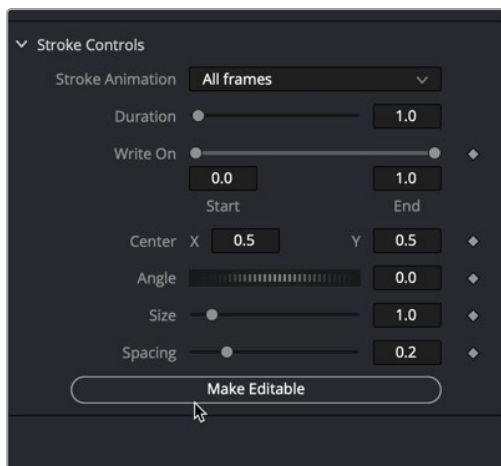 Stroke Controls
Stroke Animation All frames
Duration 1.0
Write On
0.0 1.0
Start End
Center X 0.5 Y 0.5
Angle 0.0
Size 1.0
Spacing 0.2
Make Editable